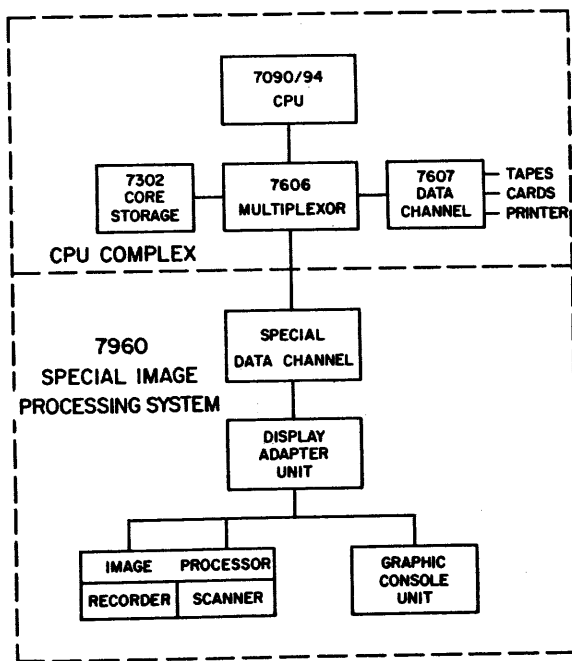 7090/94
CPU
7302
CORE
STORAGE
7606
MULTIPLEXOR
7607
DATA
CHANNEL
TAPES
CARDS
PRINTER
CPU COMPLEX
7960
SPECIAL IMAGE
PROCESSING SYSTEM
SPECIAL
DATA CHANNEL
DISPLAY
ADAPTER
UNIT
IMAGE PROCESSOR
RECORDER SCANNER
GRAPHIC
CONSOLE
UNIT